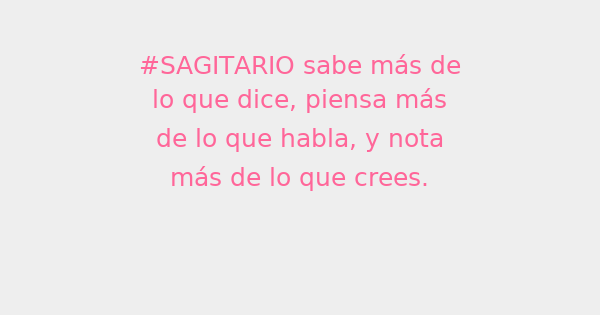 #SAGITARIO sabe más de
lo que dice, piensa más
de lo que habla, y nota
más de lo que crees.